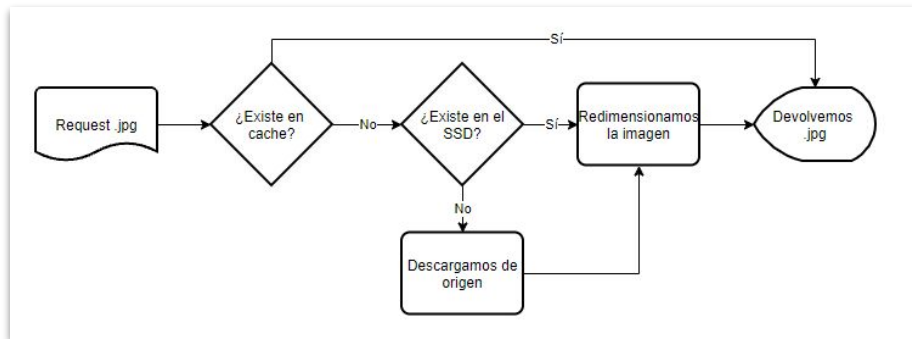 Sí
Request .jpg
¿Existe en
cache?
No
¿Existe en el
SSD?
Sí
Redimensionamos
la imagen
Devolvemos
.jpg
No
Descargamos de
origen